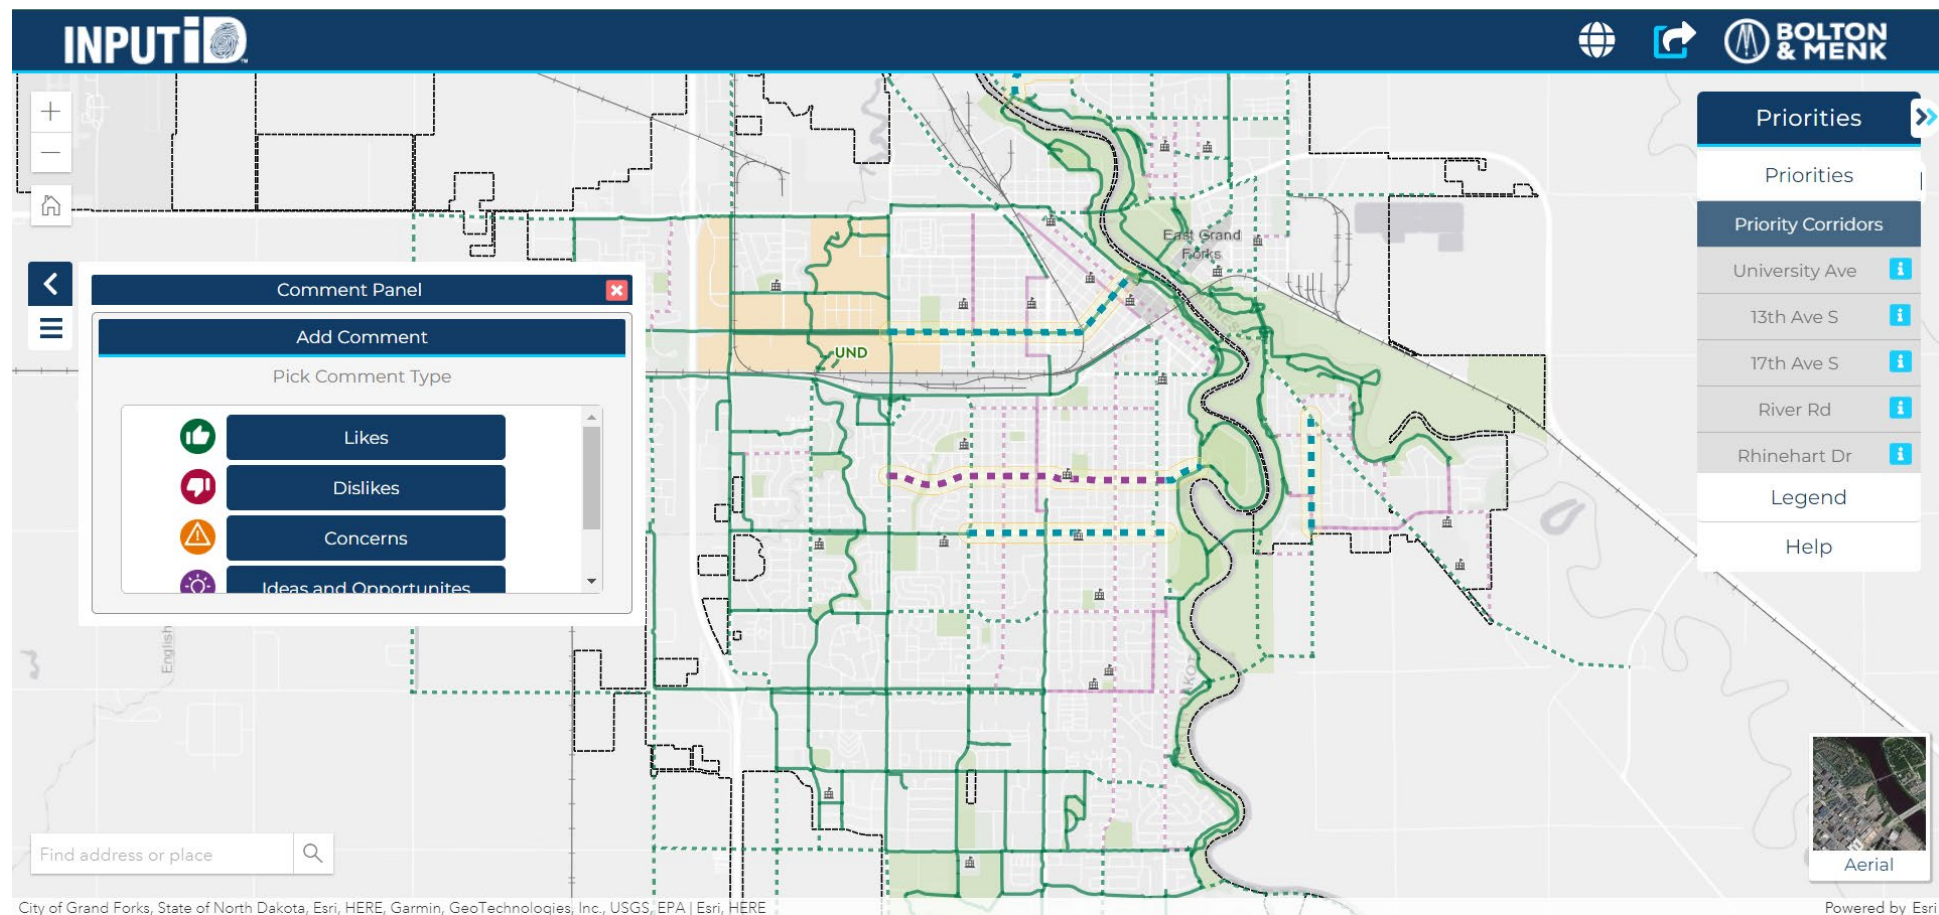 INPUTiD
BOLTON
& MENK
Priorities
Priorities
Priority Corridors
University Ave
13th Ave S
17th Ave S
River Rd
Rhinehart Dr
Legend
Help
Comment Panel
Add Comment
Pick Comment Type
Likes
Dislikes
Concerns
Ideas and Opportunites
East Grand
Forks
UND
English
Find address or place
Aerial
City of Grand Forks, State of North Dakota, Esri, HERE, Garmin, GeoTechnologies, Inc., USGS, EPA | Esri, HERE
Powered by Esri